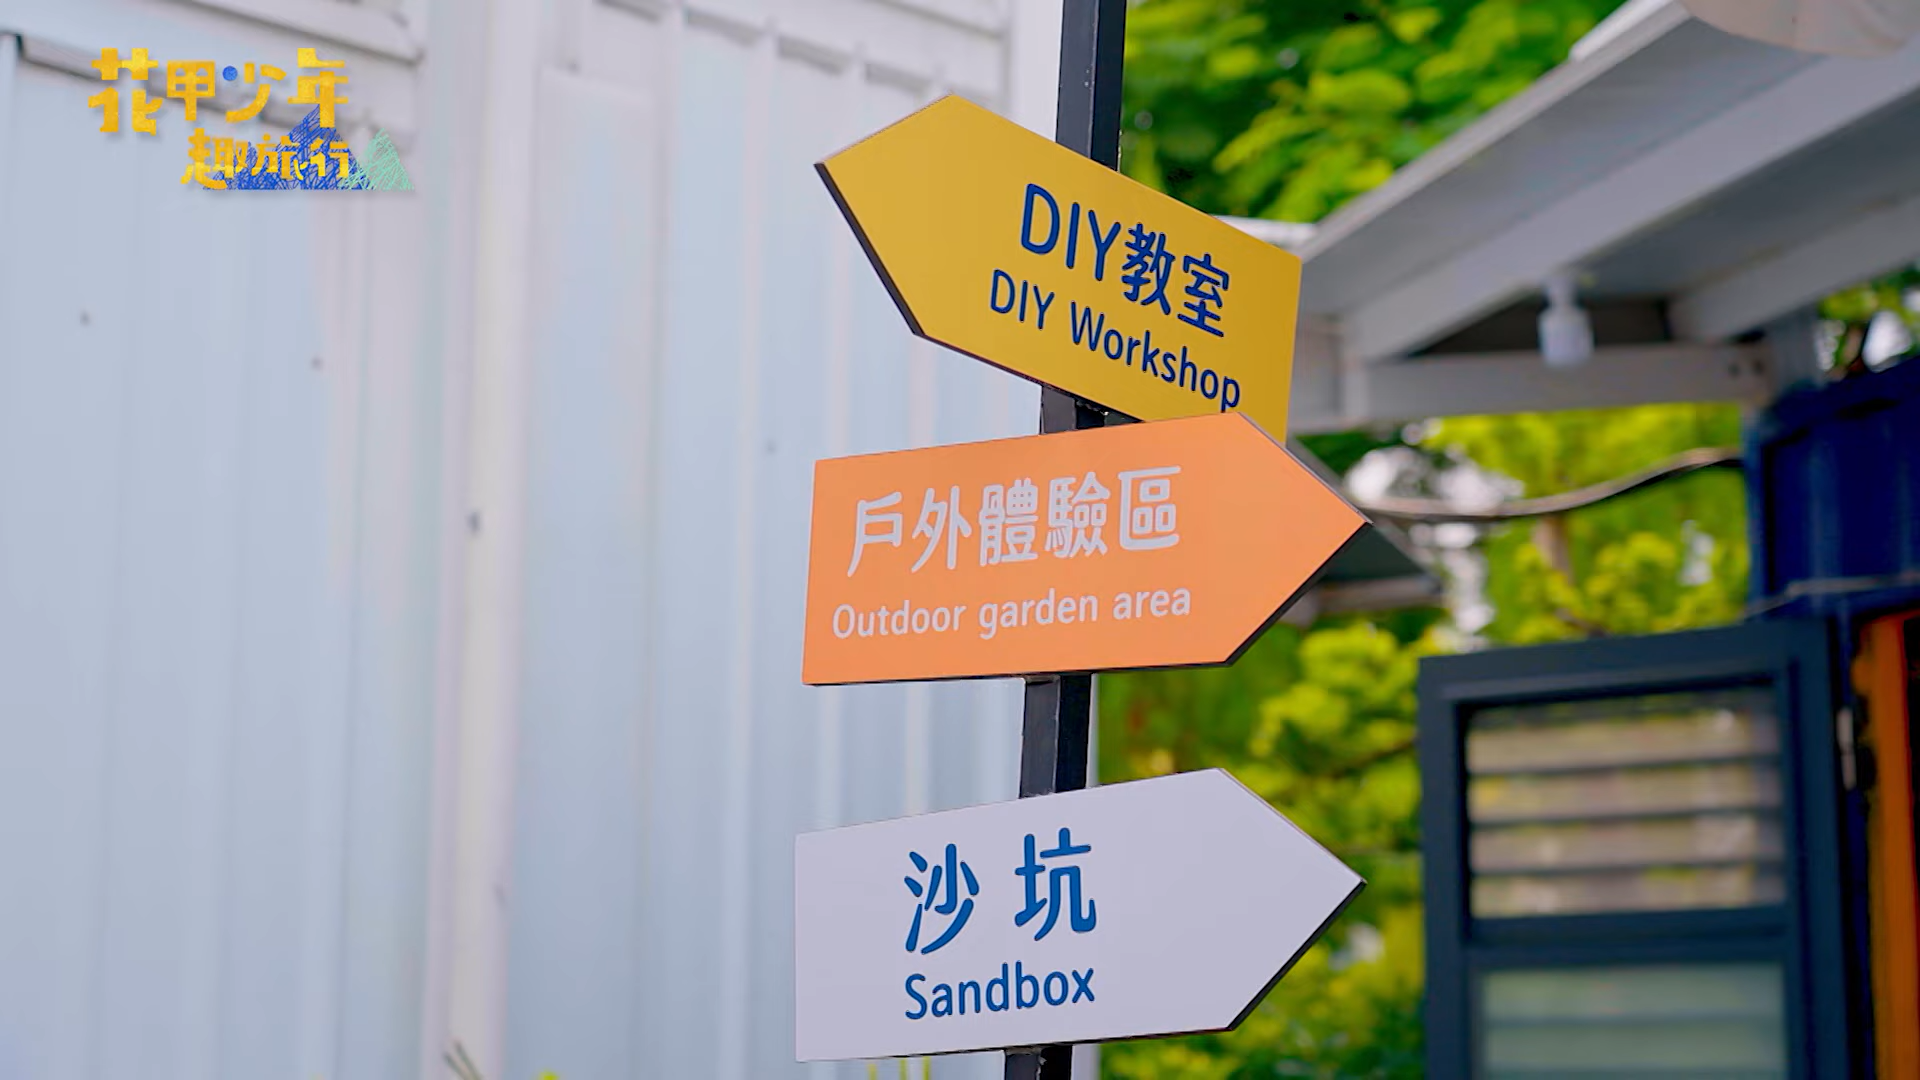 花甲少年
趣旅行
DIY教室
DIY Workshop
戶外體驗區
Outdoor garden area
沙坑
Sandbox